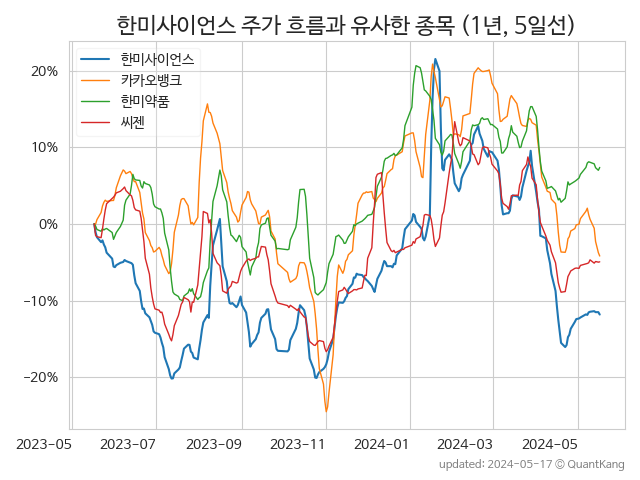 한미사이언스 주가 흐름과 유사한 종목 (1년, 5일선)
한미사이언스
카카오뱅크
한미약품
씨젠
20%
10%
0%
−10%
−20%
2023-05 2023-07 2023-09 2023-11 2024-01 2024-03 2024-05
updated: 2024-05-17 © QuantKang